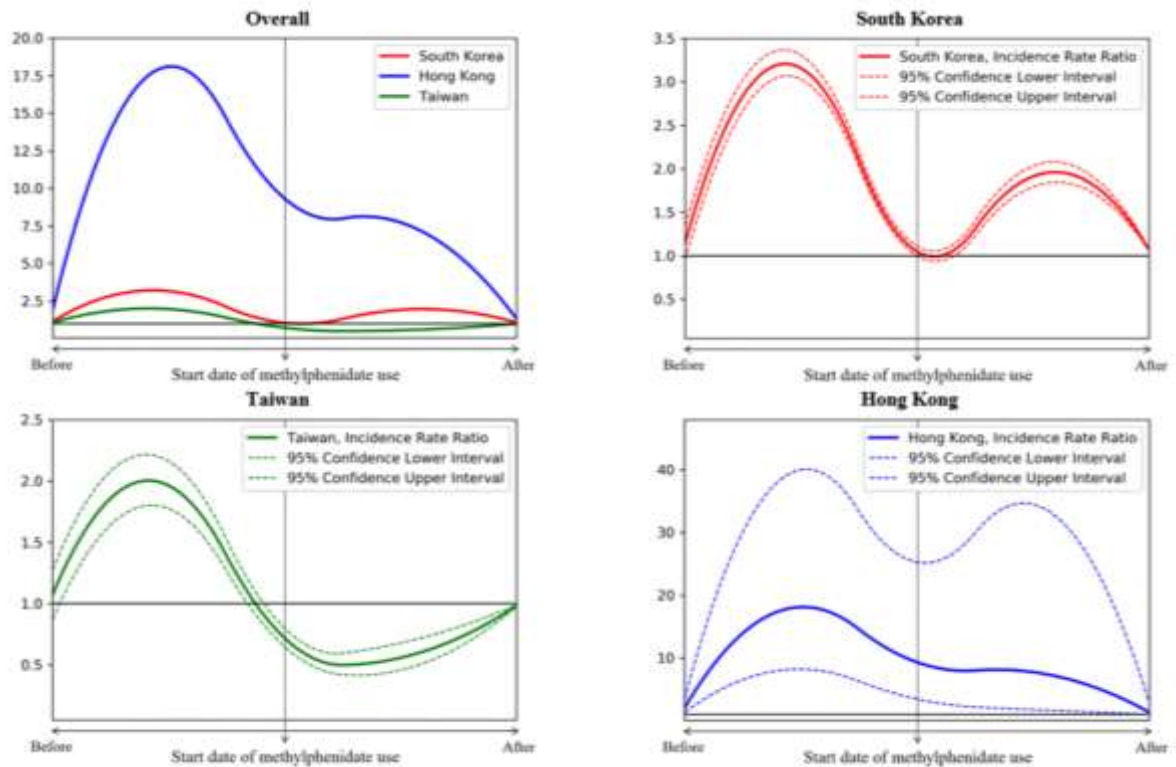 Overall
20.0
17.5
15.0
12.5
10.0
7.5
5.0
2.5
South Korea
Hong Kong
Taiwan
Before
After
Start date of methylphenidate use
South Korea
3.5
3.0
2.5
2.0
1.5
1.0
0.5
South Korea, Incidence Rate Ratio
95% Confidence Lower Interval
95% Confidence Upper Interval
Before
After
Start date of methylphenidate use
Taiwan
2.5
2.0
1.5
1.0
0.5
Taiwan, Incidence Rate Ratio
95% Confidence Lower Interval
95% Confidence Upper Interval
Before
After
Start date of methylphenidate use
Hong Kong
40
30
20
10
Hong Kong, Incidence Rate Ratio
95% Confidence Lower Interval
95% Confidence Upper Interval
Before
After
Start date of methylphenidate use